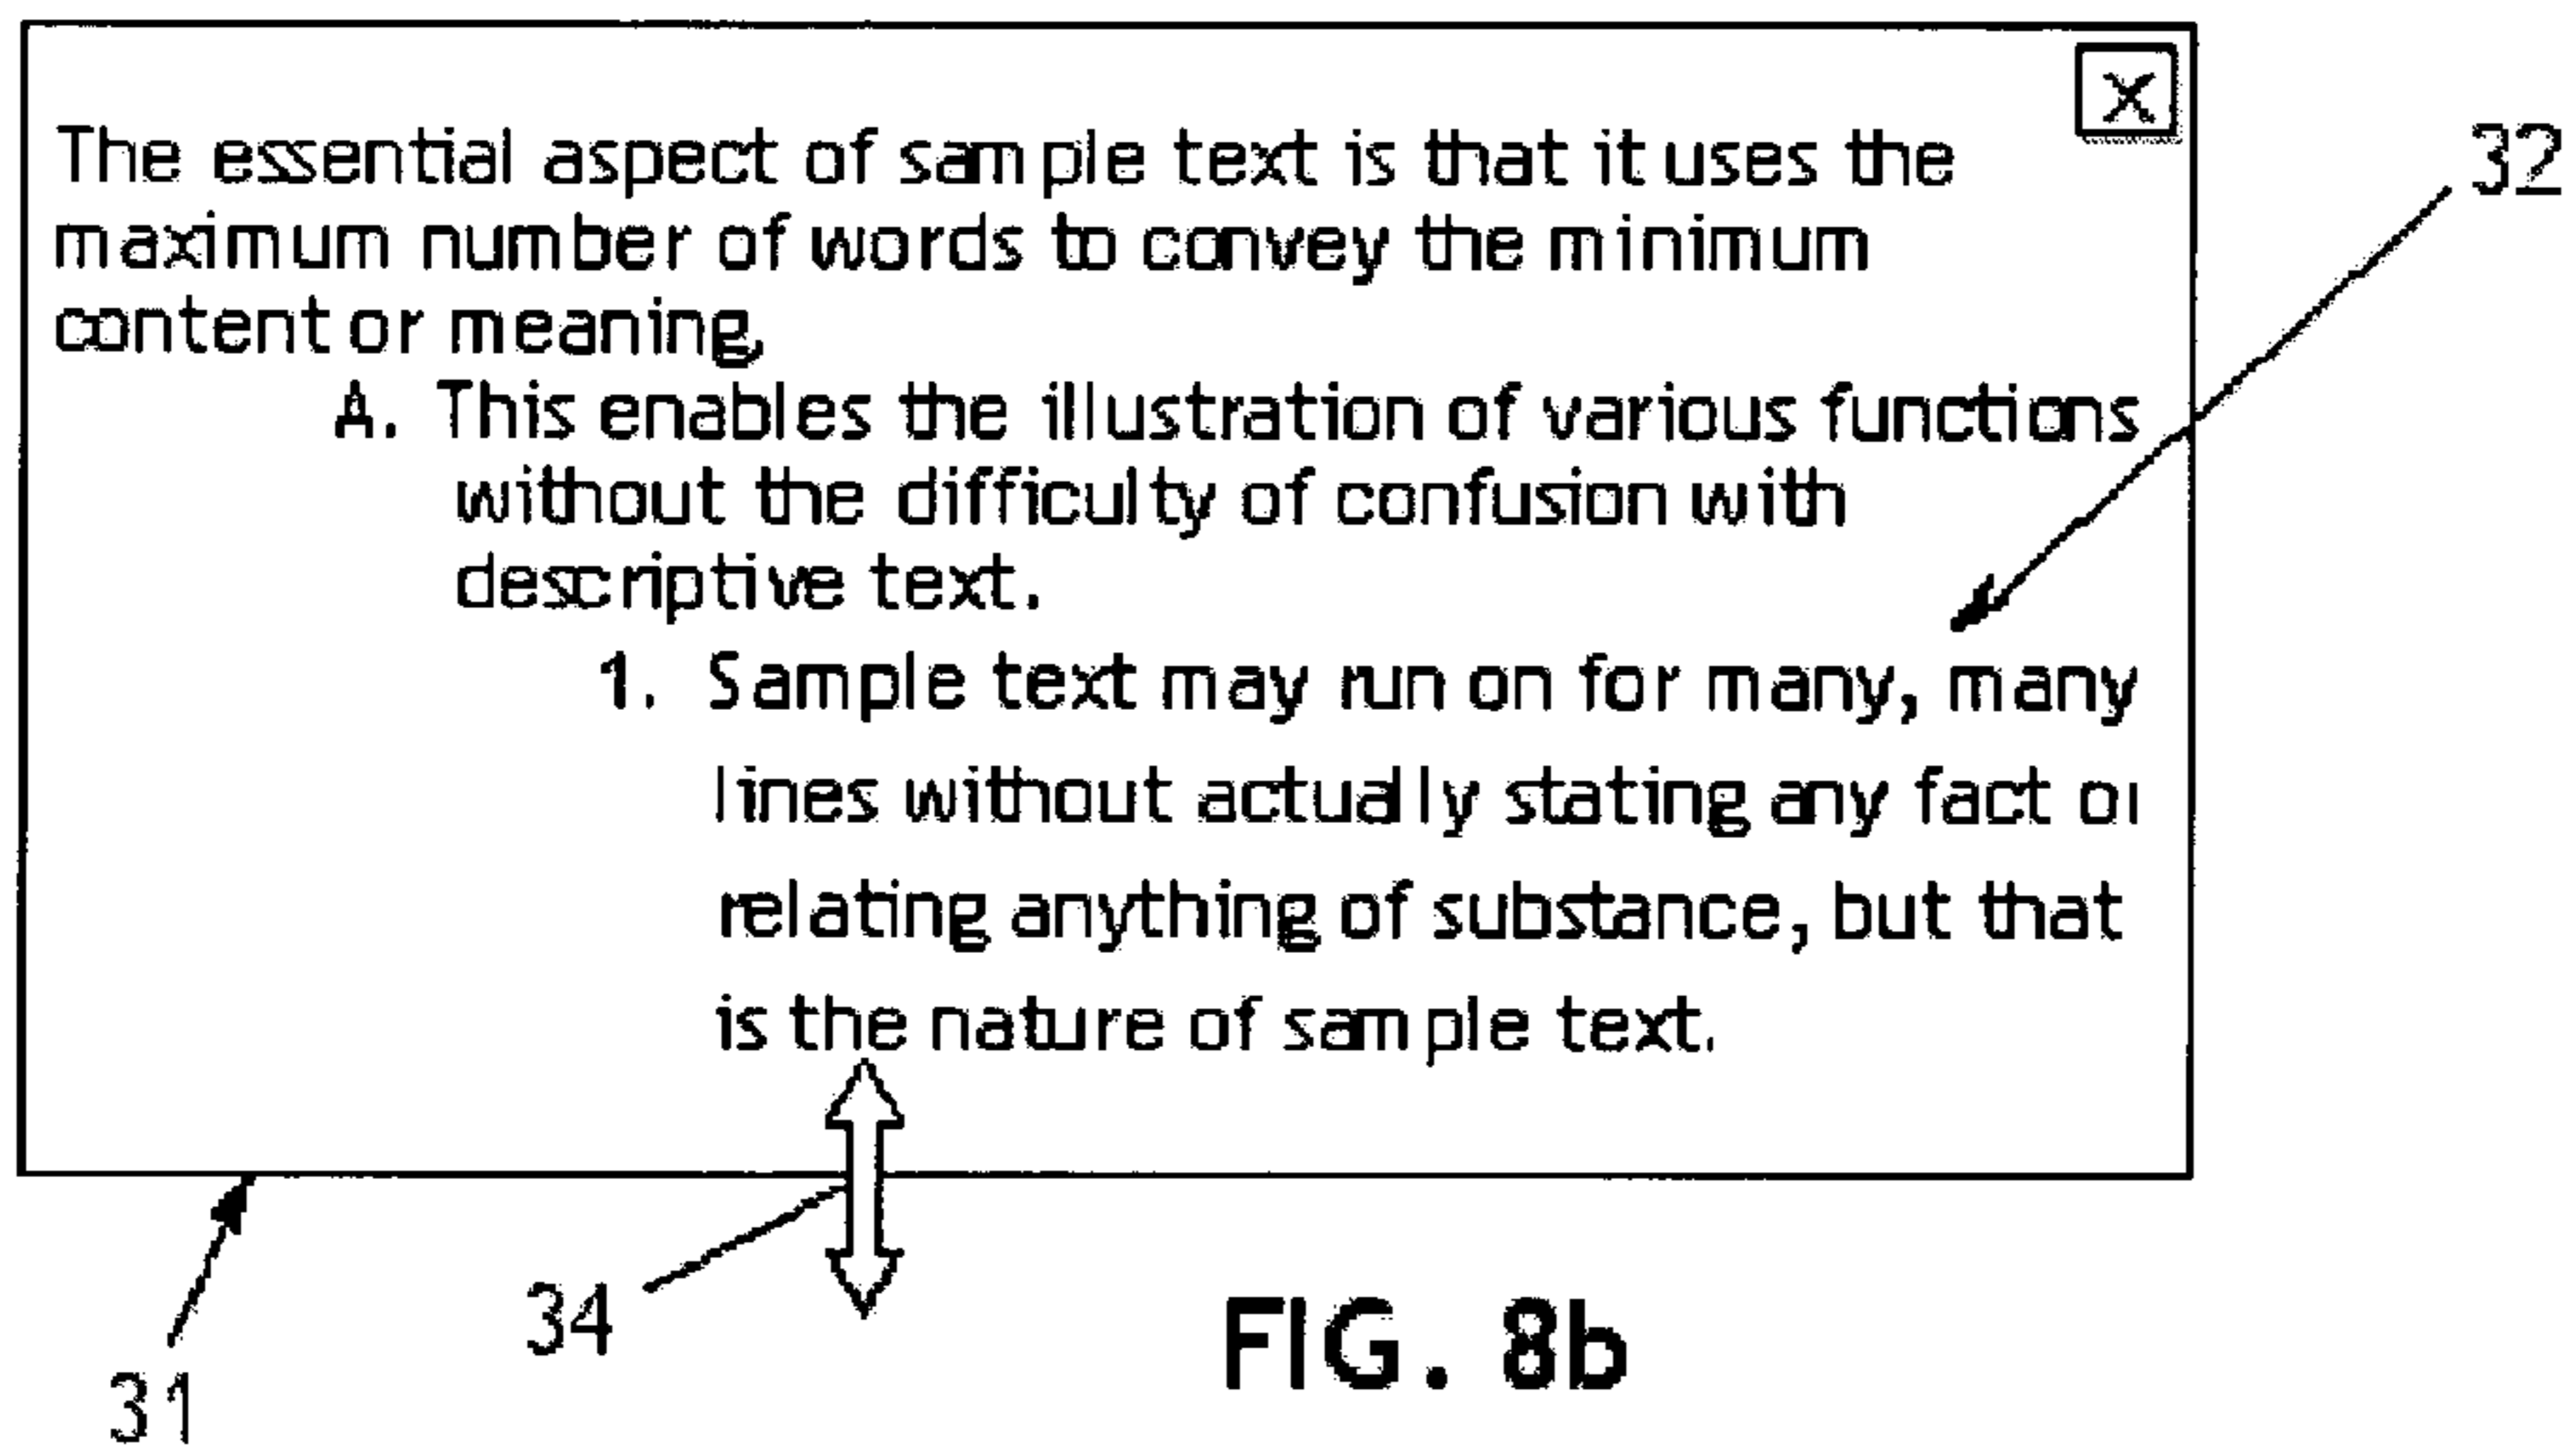 X
The essential aspect of sample text is that it uses the
maximum number of words to convey the minimum
content or meaning,
A. This enables the illustration of various functions
without the difficulty of confusion with
descriptive text.
1. Sample text may run on for many, many
lines without actually stating any fact or
relating anything of substance, but that
is the nature of sample text.
32
34
31
FIG. 8b